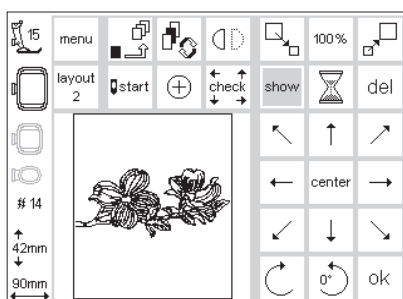 15
menu
100%
layout
2
start
check
show
del
center
# 14
42mm
90mm
0°
ok